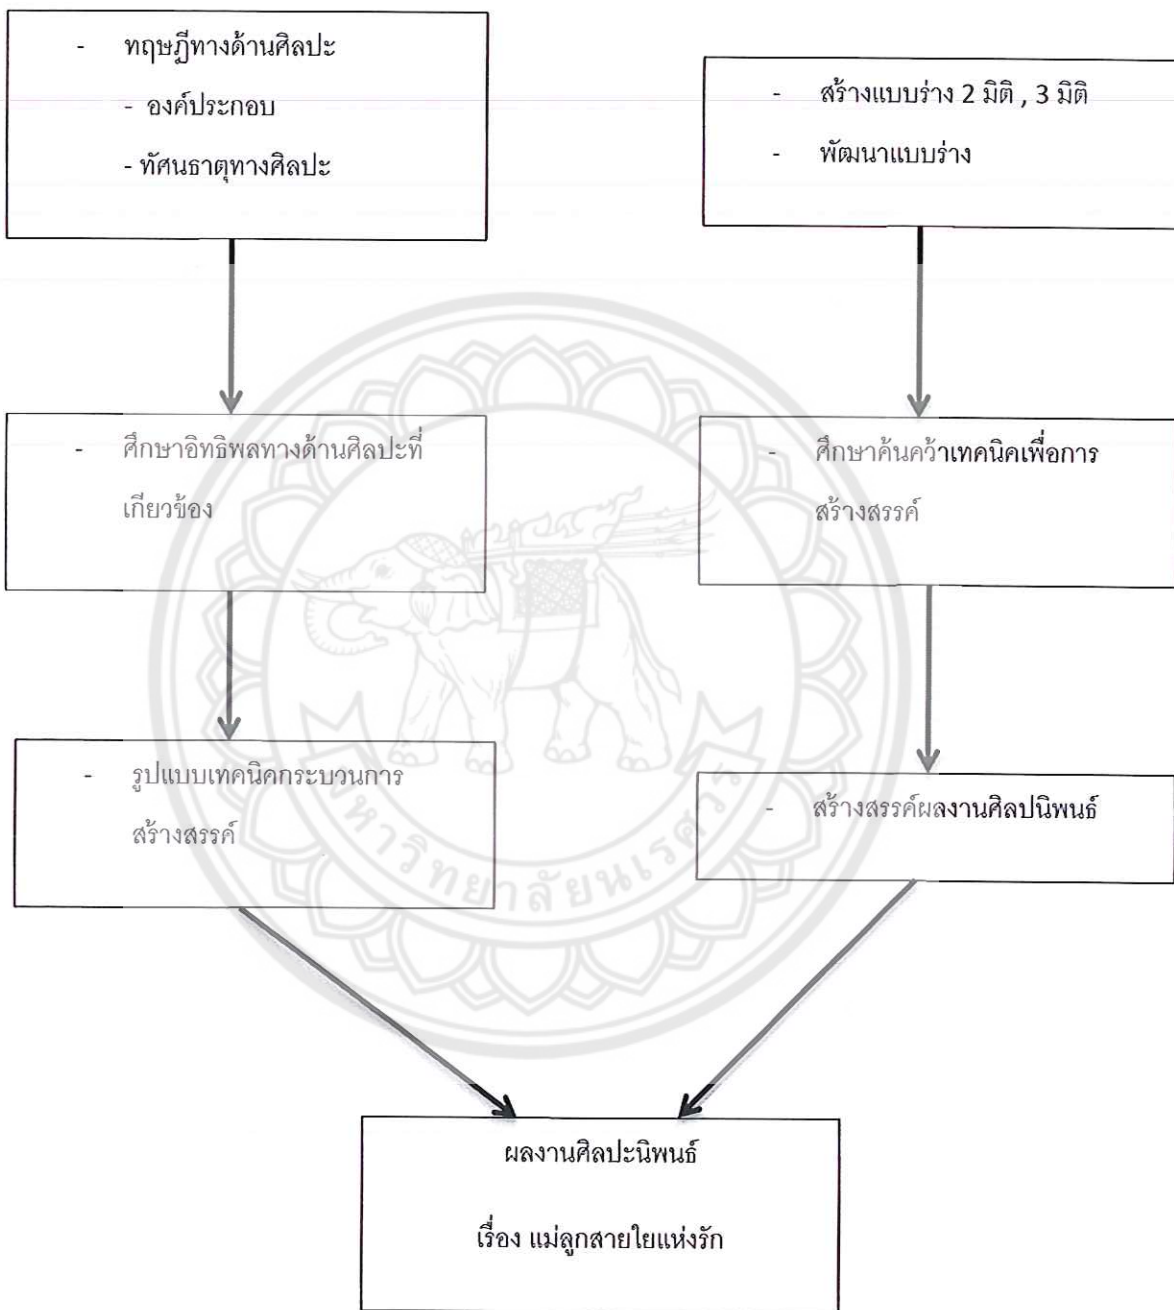 - ทฤษฎีทางด้านศิลปะ
- องค์ประกอบ
- ทัศนธาตุทางศิลปะ
- สร้างแบบร่าง 2 มิติ , 3 มิติ
- พัฒนาแบบร่าง
- ศึกษาอิทธิพลทางด้านศิลปะที่
เกียวข้อง
- ศึกษาค้นคว้าเทคนิคเพื่อการ
สร้างสรรค์
- รูปแบบเทคนิคกระบวนการ
สร้างสรรค์
- สร้างสรรค์ผลงานศิลปนิพนธ์
มหาวิทยาลัยนเรศวร
ผลงานศิลปะนิพนธ์
เรื่อง แม่ลูกสายใยแห่งรัก